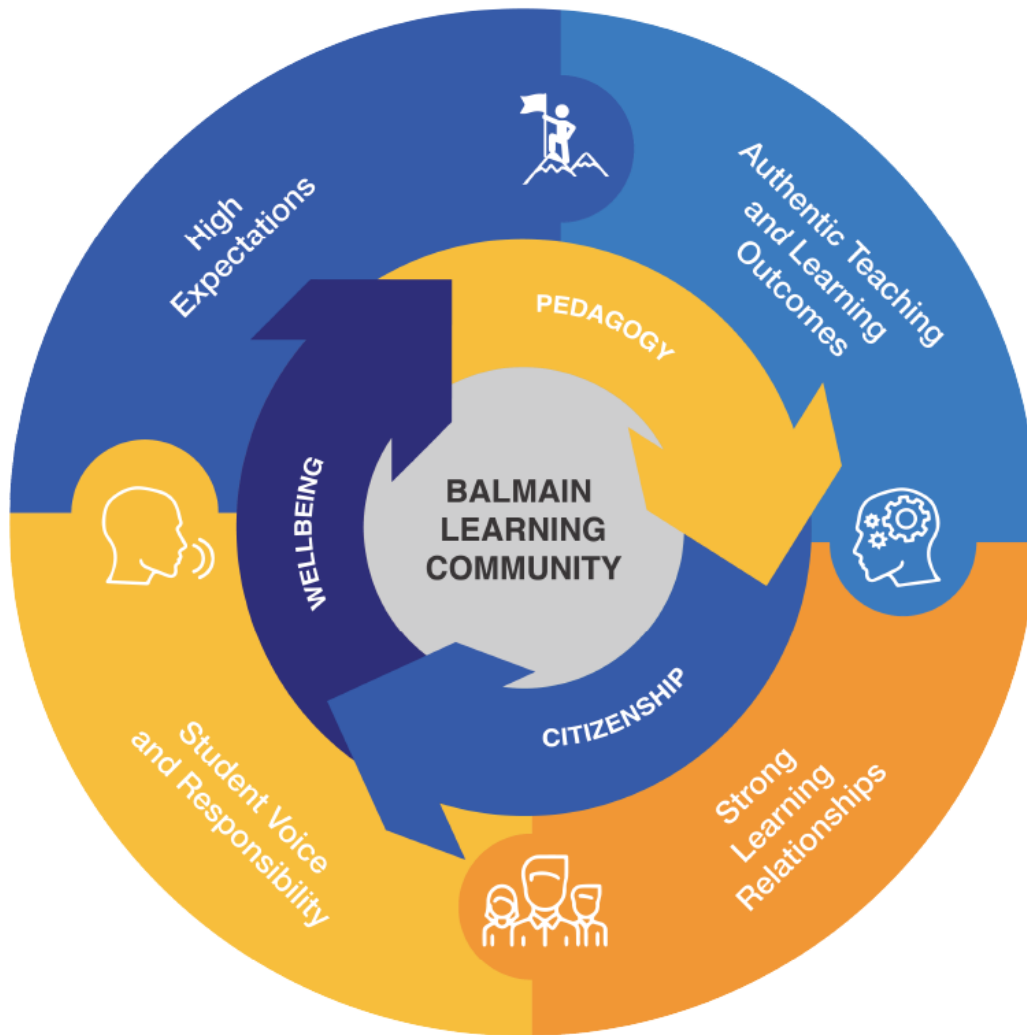 High
Expectations
Authentic Teaching
and Learning
Outcomes
PEDAGOGY
WELLBEING
BALMAIN
LEARNING
COMMUNITY
CITIZENSHIP
Student Voice
and Responsibility
Strong
Learning
Relationships